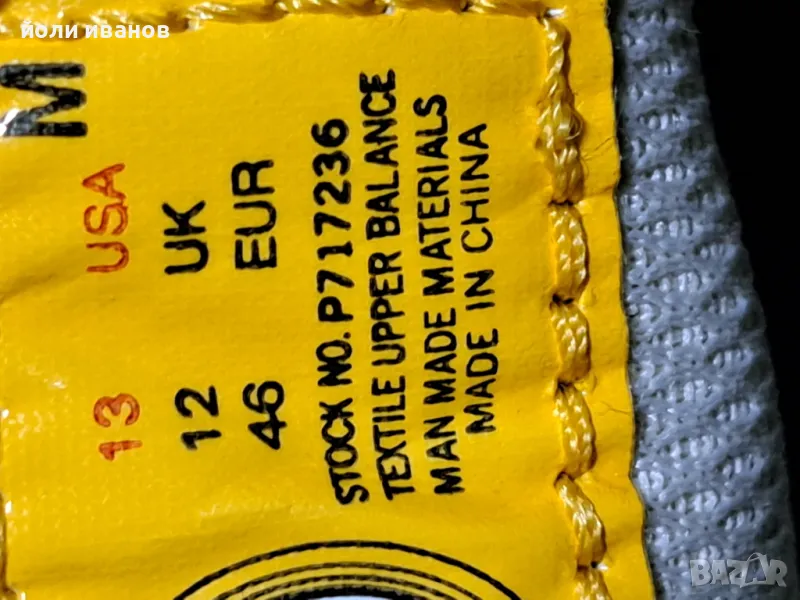 йоли иванов
M
USA 13
UK 12
EUR 46
STOCK NO. P717236
TEXTILE UPPER BALANCE
MAN MADE MATERIALS
MADE IN CHINA
BAZAR